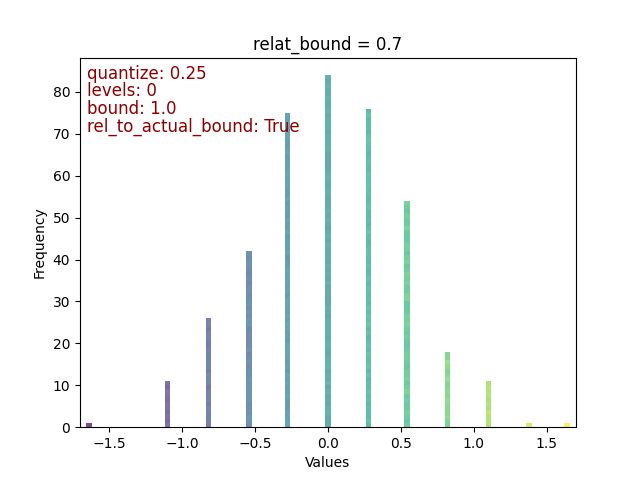 relat_bound = 0.7
quantize: 0.25
levels: 0
bound: 1.0
rel_to_actual_bound: True
80
70
60
50
40
30
20
10
0
Frequency
−1.5 −1.0 −0.5 0.0 0.5 1.0 1.5
Values